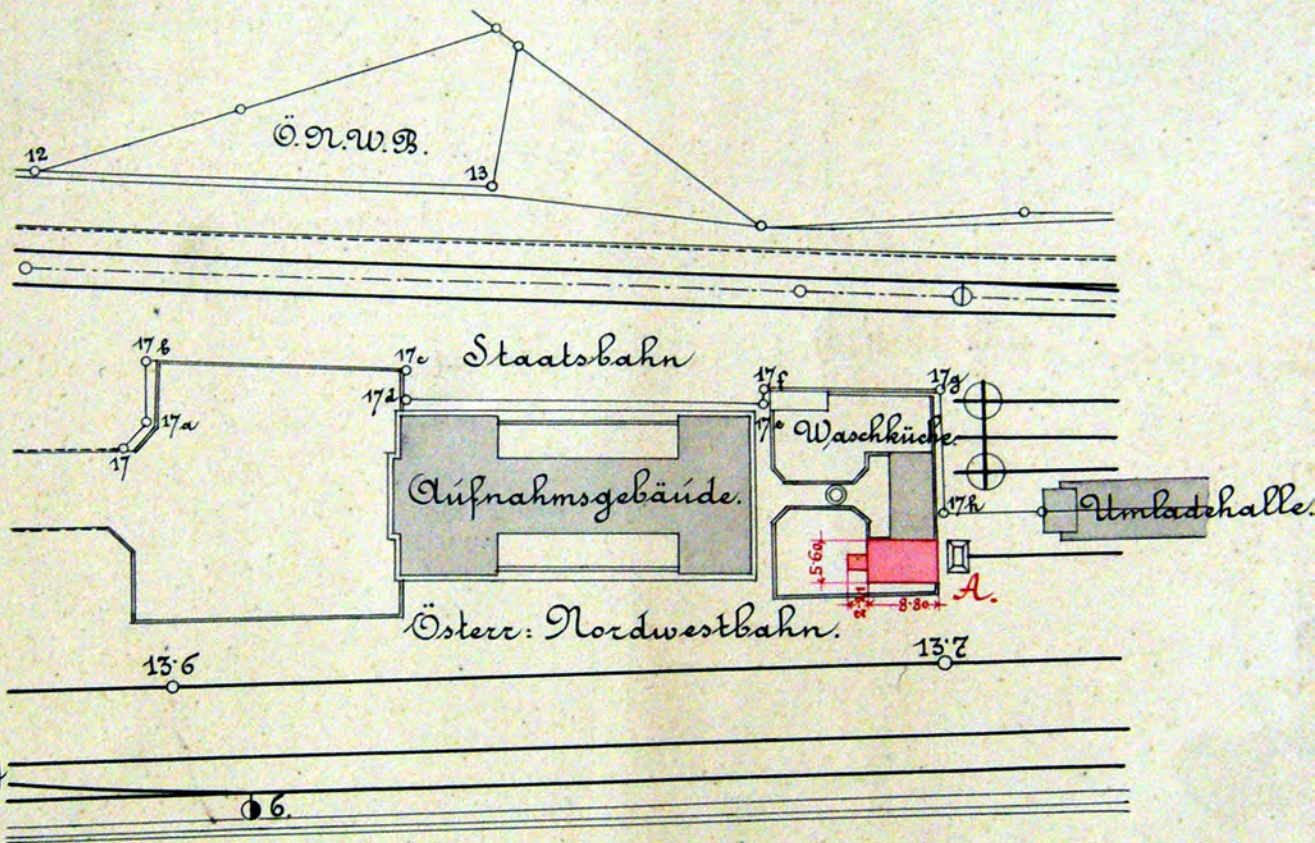 Ö.N.W.B.
12
13
Staatsbahn
17b
17c
17d
17a
17
17f
17g
17e
Waschküche.
Aufnahmsgebäude.
17h
Umladehalle.
5·60
8·80
A.
Österr: Nordwestbahn.
13·6
13·7
6.